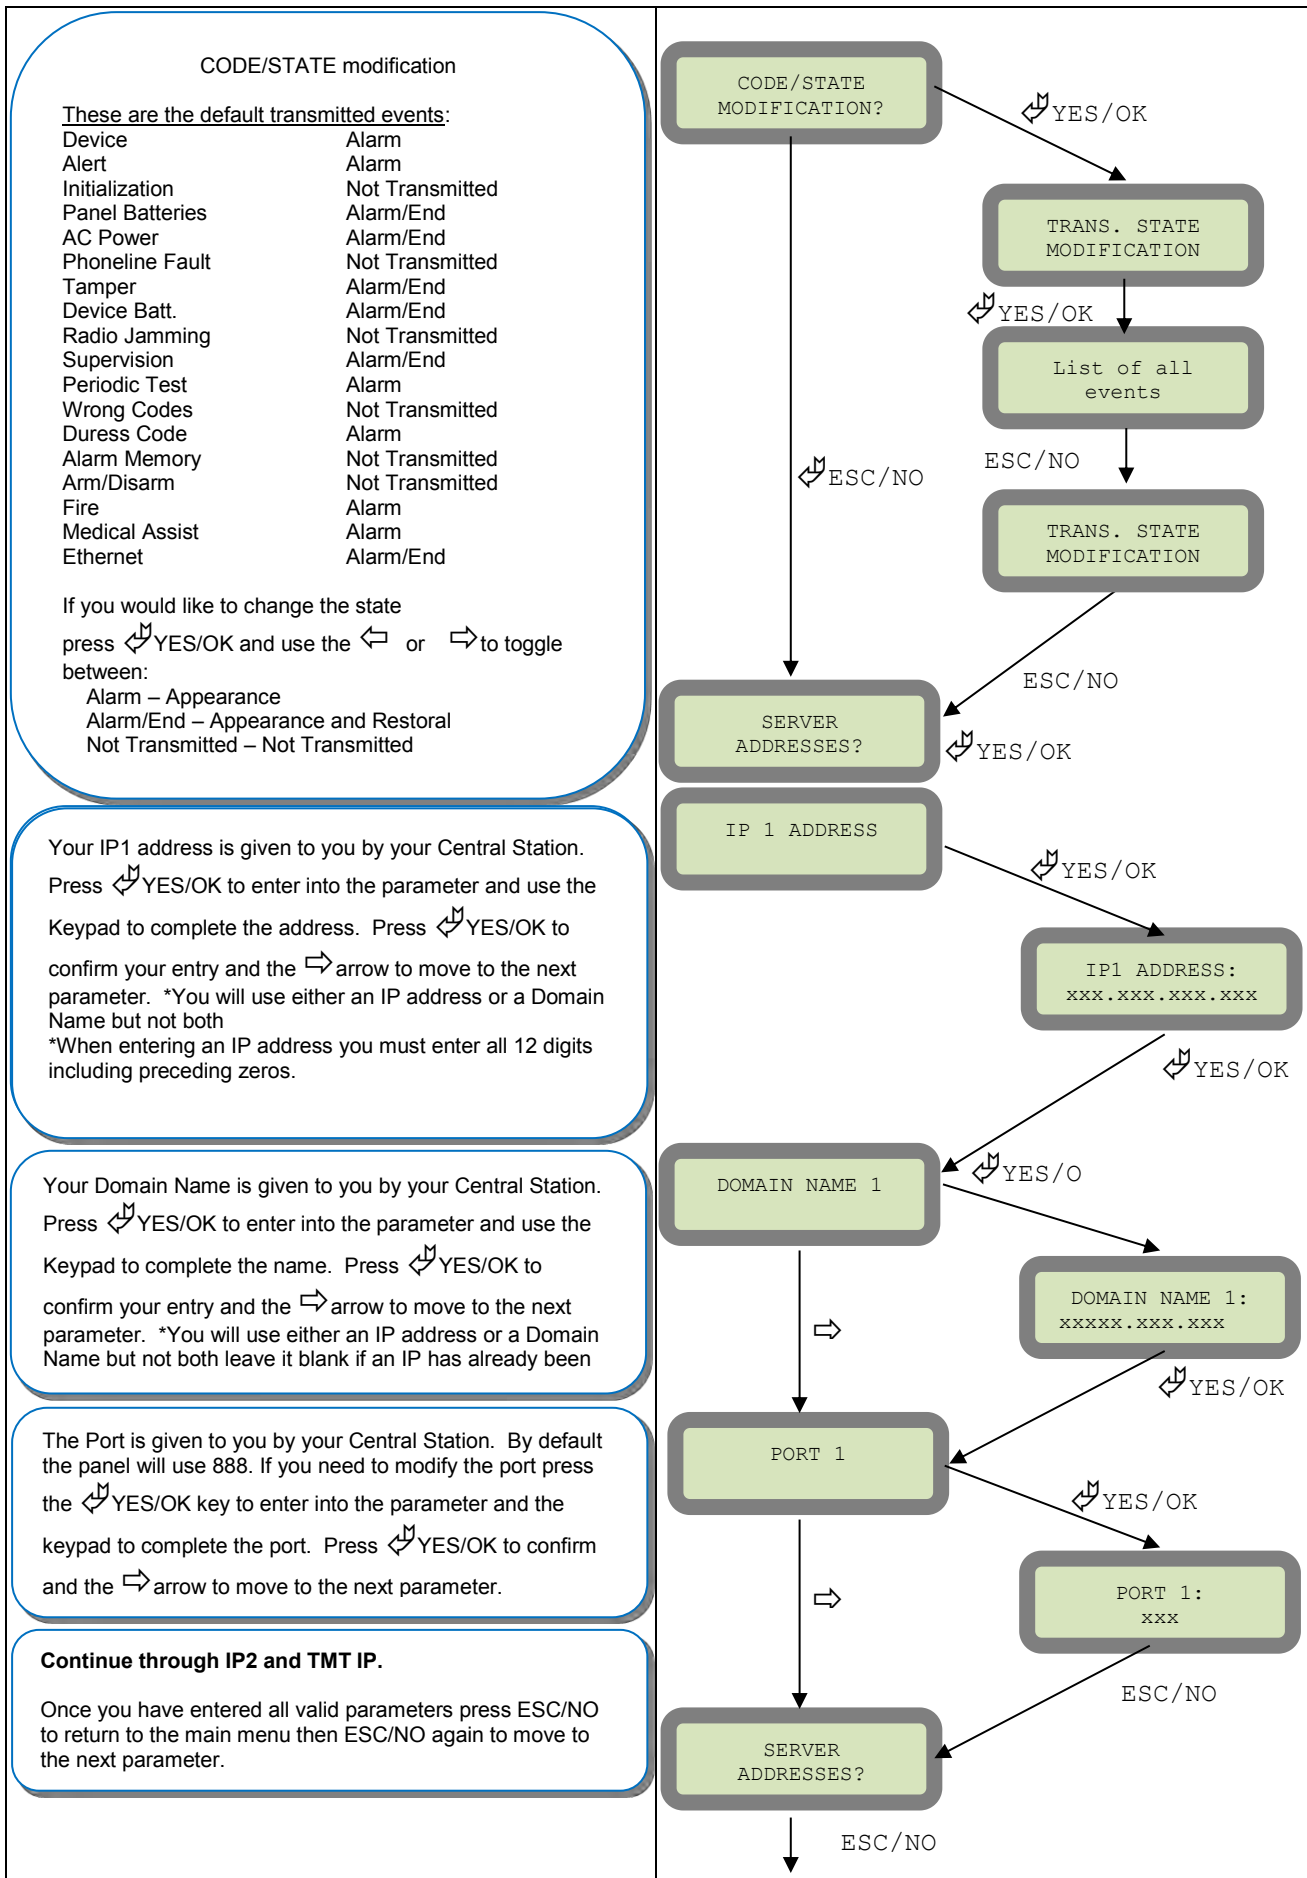 CODE/STATE modification
These are the default transmitted events:
Device Alarm
Alert Alarm
Initialization Not Transmitted
Panel Batteries Alarm/End
AC Power Alarm/End
Phoneline Fault Not Transmitted
Tamper Alarm/End
Device Batt. Alarm/End
Radio Jamming Not Transmitted
Supervision Alarm/End
Periodic Test Alarm
Wrong Codes Not Transmitted
Duress Code Alarm
Alarm Memory Not Transmitted
Arm/Disarm Not Transmitted
Fire Alarm
Medical Assist Alarm
Ethernet Alarm/End
If you would like to change the state
press YES/OK and use the ⇦ or ⇨ to toggle
between:
Alarm – Appearance
Alarm/End – Appearance and Restoral
Not Transmitted – Not Transmitted
Your IP1 address is given to you by your Central Station.
Press YES/OK to enter into the parameter and use the
Keypad to complete the address. Press YES/OK to
confirm your entry and the ⇨ arrow to move to the next
parameter. *You will use either an IP address or a Domain
Name but not both
*When entering an IP address you must enter all 12 digits
including preceding zeros.
Your Domain Name is given to you by your Central Station.
Press YES/OK to enter into the parameter and use the
Keypad to complete the name. Press YES/OK to
confirm your entry and the ⇨ arrow to move to the next
parameter. *You will use either an IP address or a Domain
Name but not both leave it blank if an IP has already been
The Port is given to you by your Central Station. By default
the panel will use 888. If you need to modify the port press
the YES/OK key to enter into the parameter and the
keypad to complete the port. Press YES/OK to confirm
and the ⇨ arrow to move to the next parameter.
Continue through IP2 and TMT IP.
Once you have entered all valid parameters press ESC/NO
to return to the main menu then ESC/NO again to move to
the next parameter.
CODE/STATE
MODIFICATION?
YES/OK
TRANS. STATE
MODIFICATION
YES/OK
List of all
events
ESC/NO
ESC/NO
TRANS. STATE
MODIFICATION
ESC/NO
SERVER
ADDRESSES?
YES/OK
IP 1 ADDRESS
YES/OK
IP1 ADDRESS:
xxx.xxx.xxx.xxx
YES/OK
DOMAIN NAME 1
YES/O
DOMAIN NAME 1:
xxxxx.xxx.xxx
⇨
YES/OK
PORT 1
YES/OK
PORT 1:
xxx
⇨
ESC/NO
SERVER
ADDRESSES?
ESC/NO